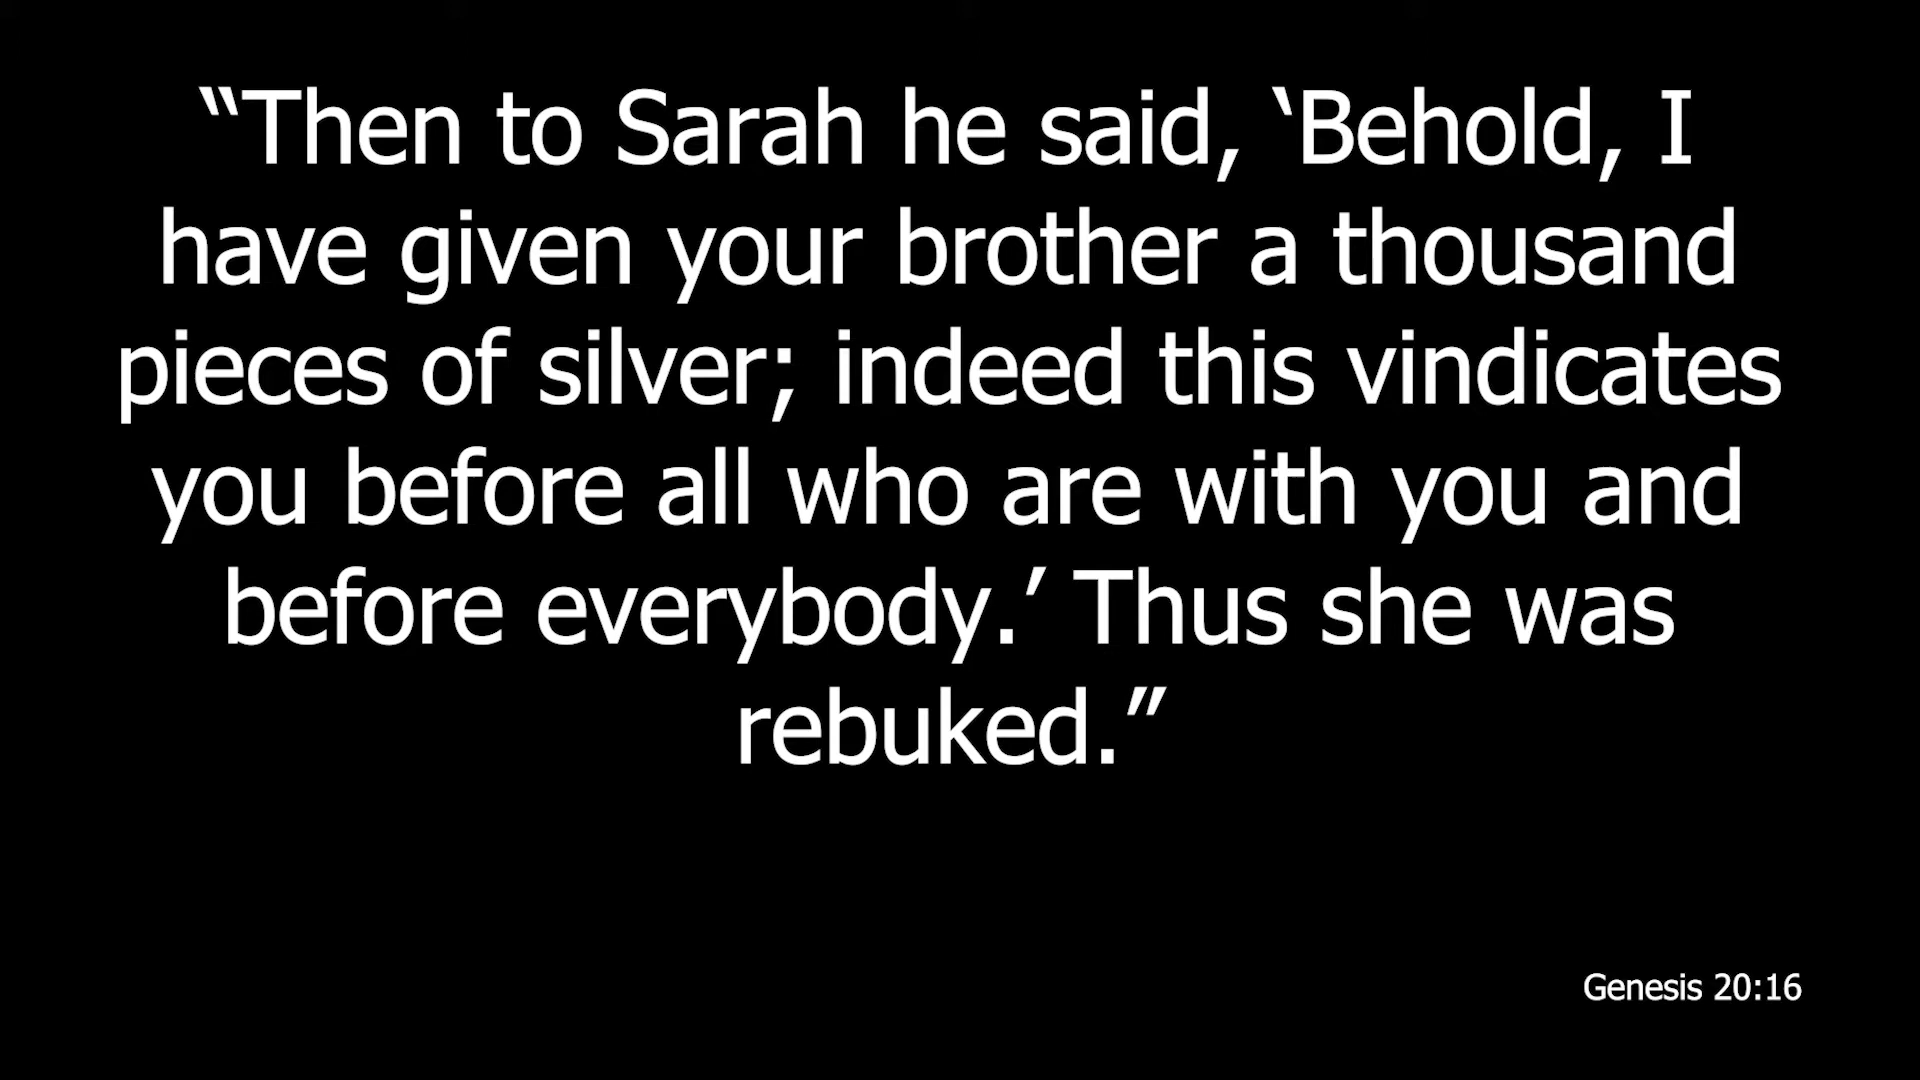 “Then to Sarah he said, ‘Behold, I
have given your brother a thousand
pieces of silver; indeed this vindicates
you before all who are with you and
before everybody.’ Thus she was
rebuked.”
Genesis 20:16